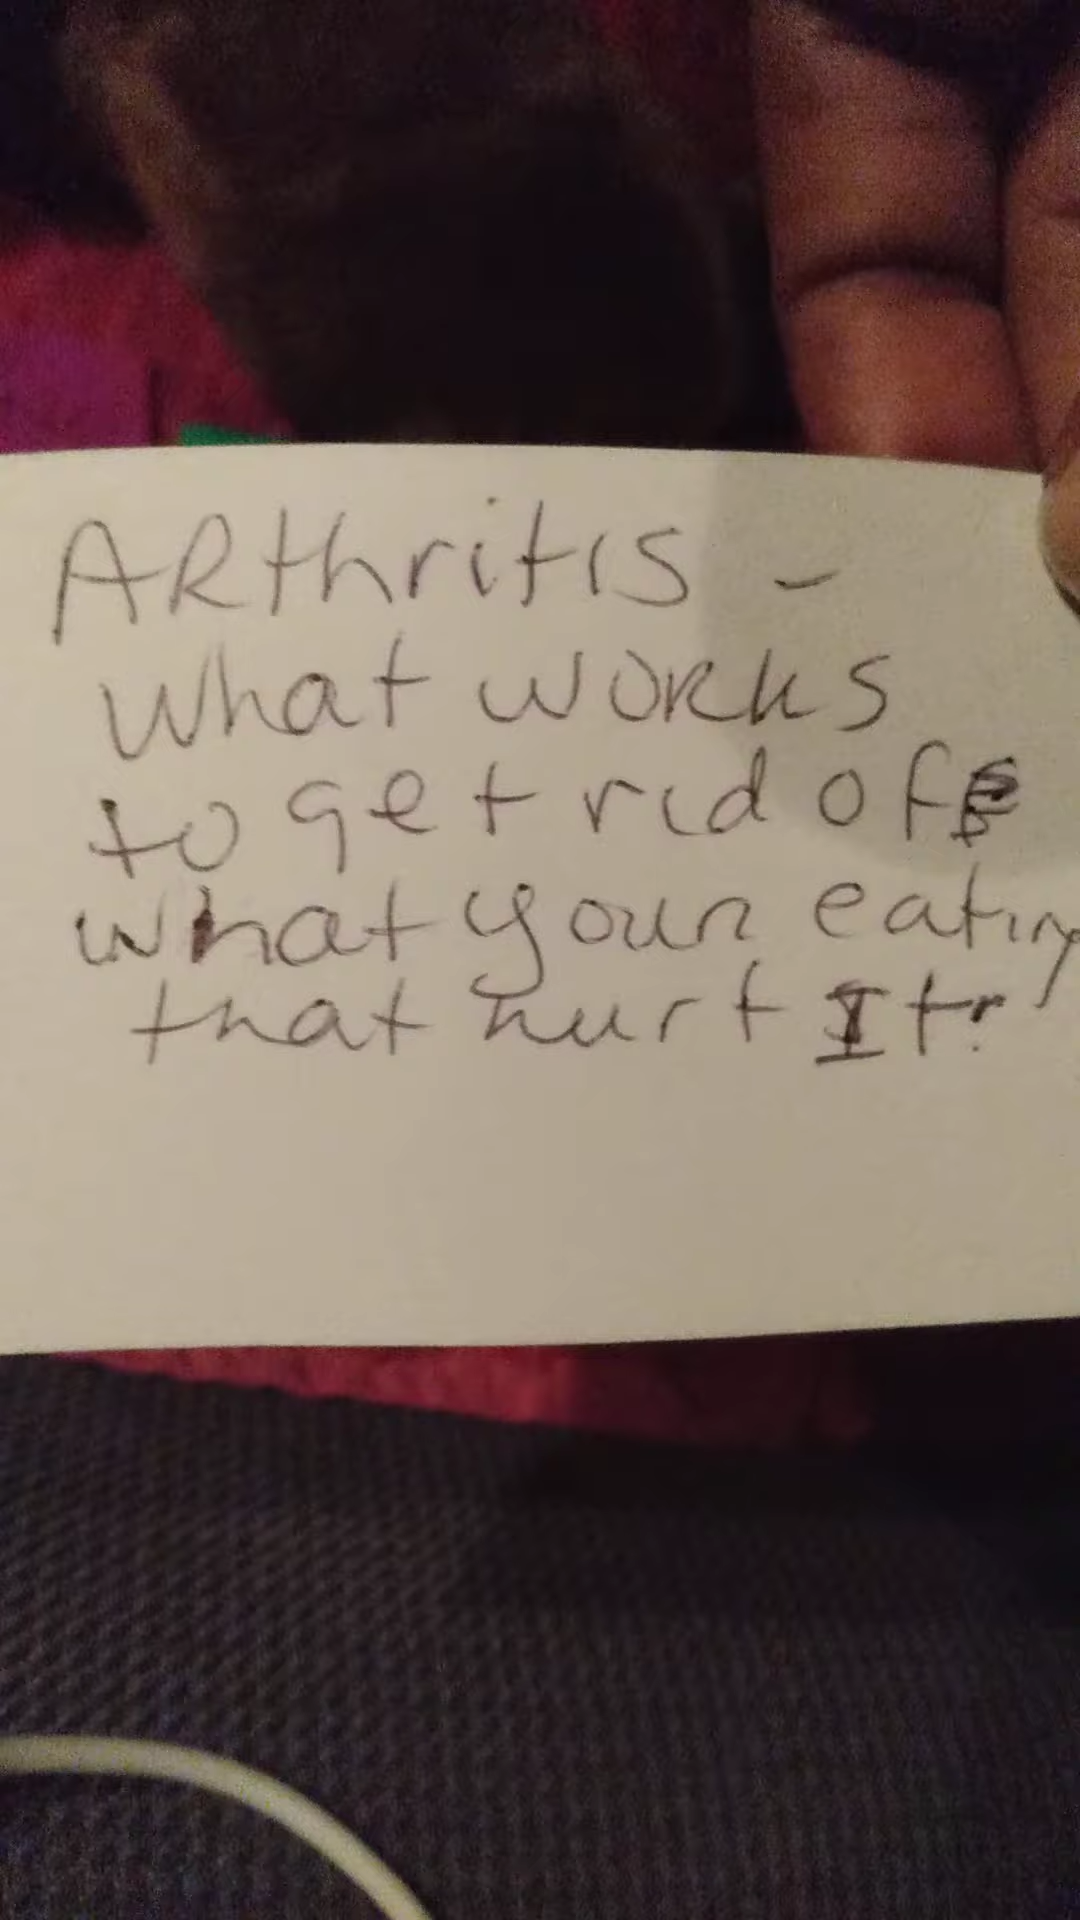 ARthritis -
what works
to get rid of
what your eating
that hurt It?